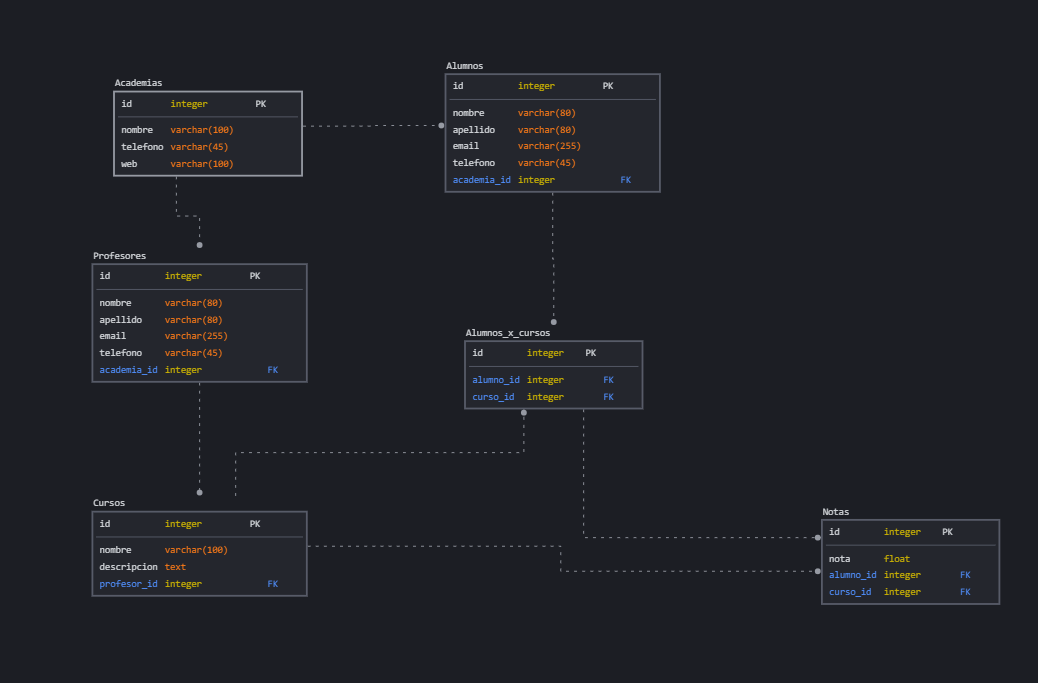 Academias
id integer PK
nombre varchar(100)
telefono varchar(45)
web varchar(100)
Alumnos
id integer PK
nombre varchar(80)
apellido varchar(80)
email varchar(255)
telefono varchar(45)
academia_id integer FK
Profesores
id integer PK
nombre varchar(80)
apellido varchar(80)
email varchar(255)
telefono varchar(45)
academia_id integer FK
Alumnos_x_cursos
id integer PK
alumno_id integer FK
curso_id integer FK
Cursos
id integer PK
nombre varchar(100)
descripcion text
profesor_id integer FK
Notas
id integer PK
nota float
alumno_id integer FK
curso_id integer FK